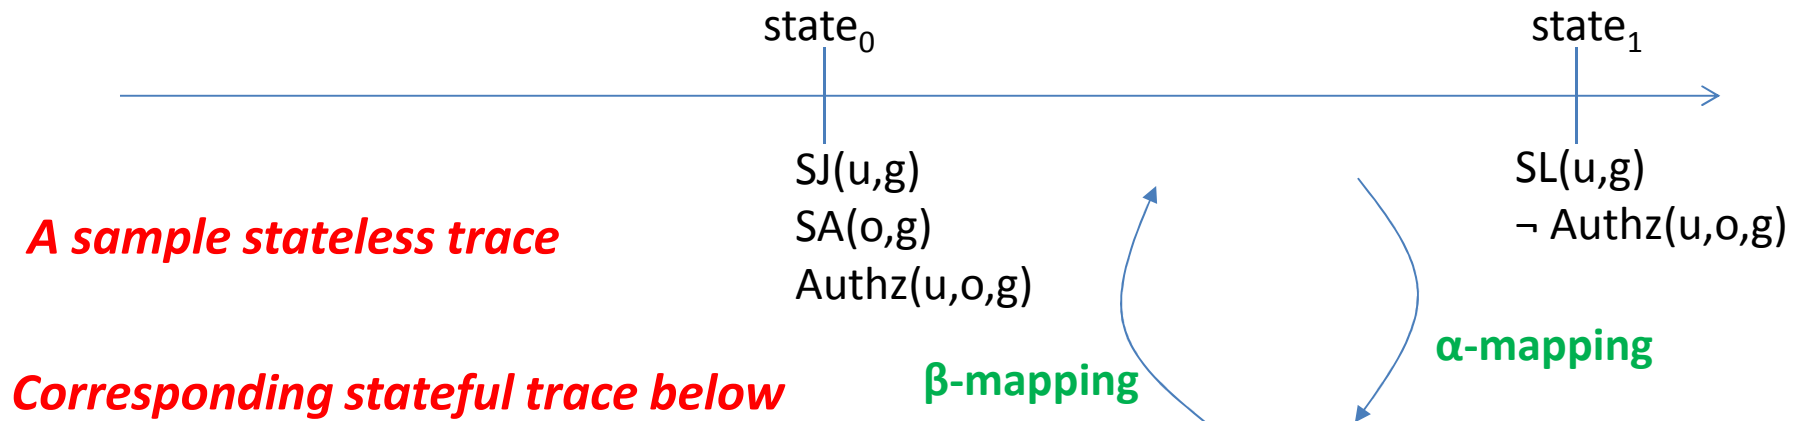 state₀
state₁
SJ(u,g)
SA(o,g)
Authz(u,o,g)
SL(u,g)
¬ Authz(u,o,g)
A sample stateless trace
α-mapping
β-mapping
Corresponding stateful trace below